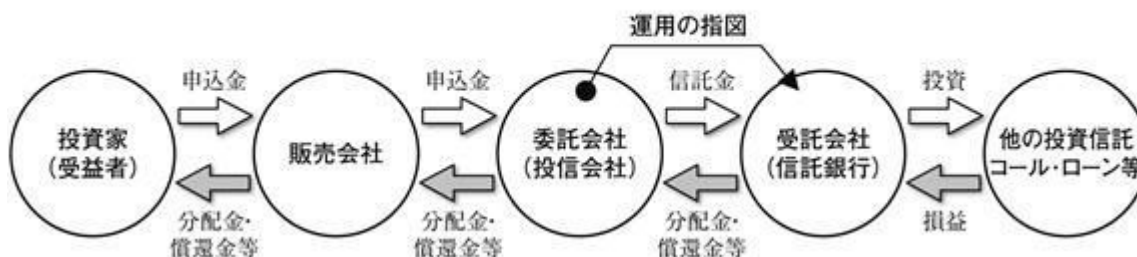 運用の指図
申込金
申込金
信託金
投資
投資家
(受益者)
販売会社
委託会社
(投信会社)
受託会社
(信託銀行)
他の投資信託
コール・ローン等
分配金・
償還金等
分配金・
償還金等
分配金・
償還金等
損益